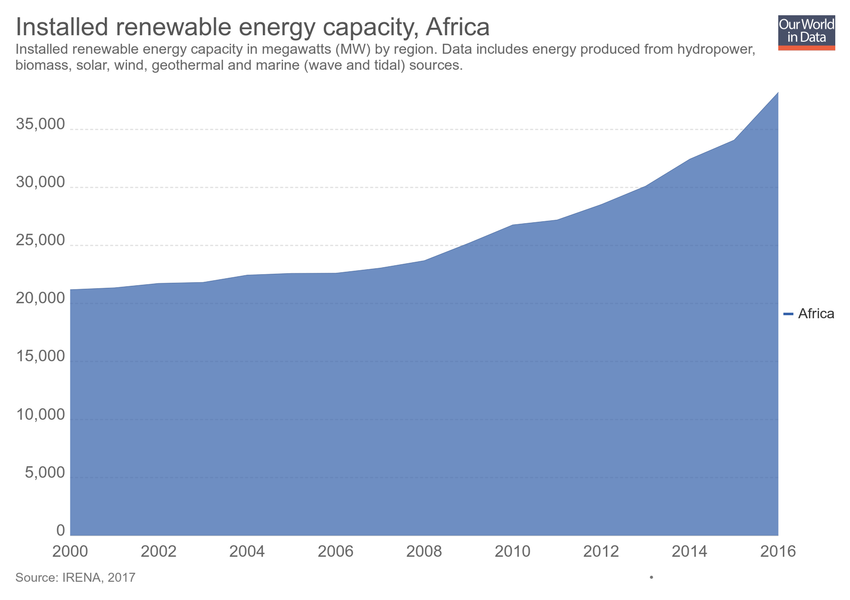 Installed renewable energy capacity, Africa
Installed renewable energy capacity in megawatts (MW) by region. Data includes energy produced from hydropower,
biomass, solar, wind, geothermal and marine (wave and tidal) sources.
Our World
in Data
35,000
30,000
25,000
20,000
15,000
10,000
5,000
0
Africa
2000 2002 2004 2006 2008 2010 2012 2014 2016
Source: IRENA, 2017